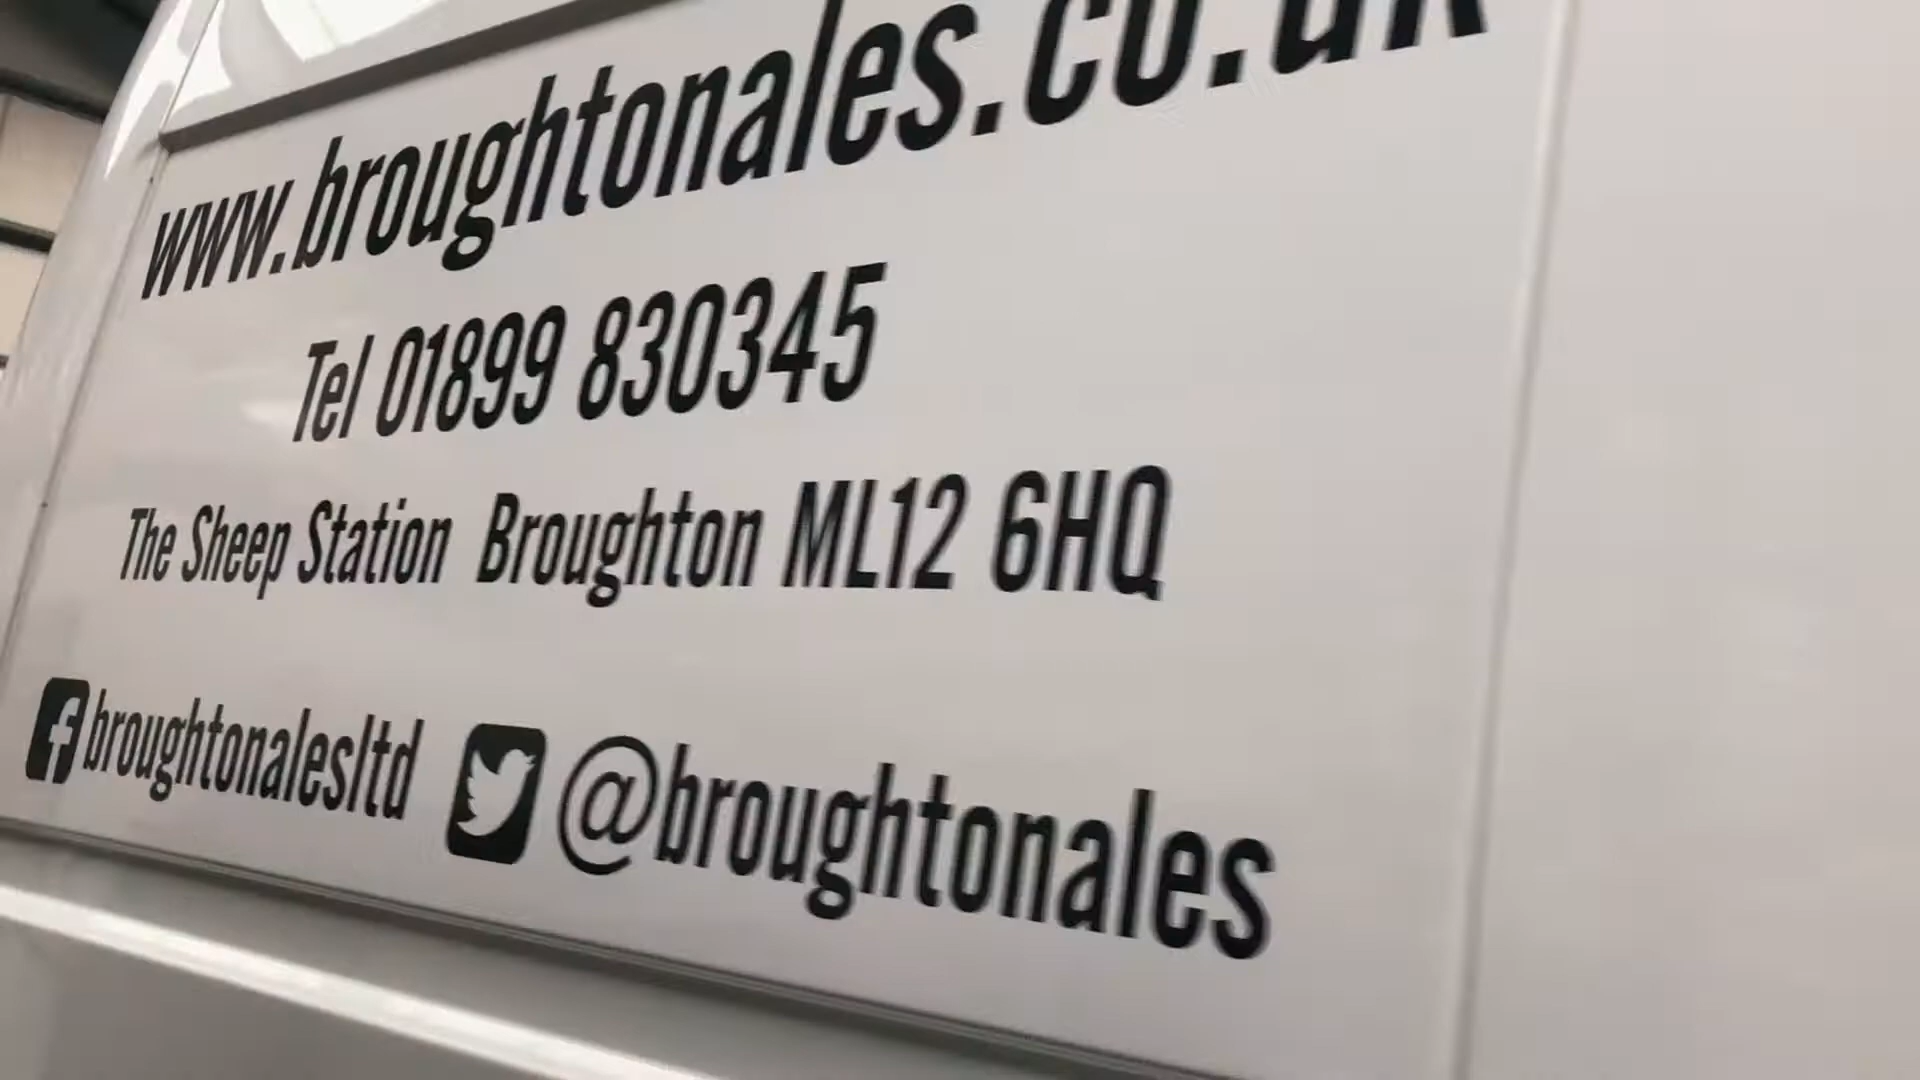 www.broughtonales.co.uk
Tel 01899 830345
The Sheep Station Broughton ML12 6HQ
broughtonalesltd @broughtonales